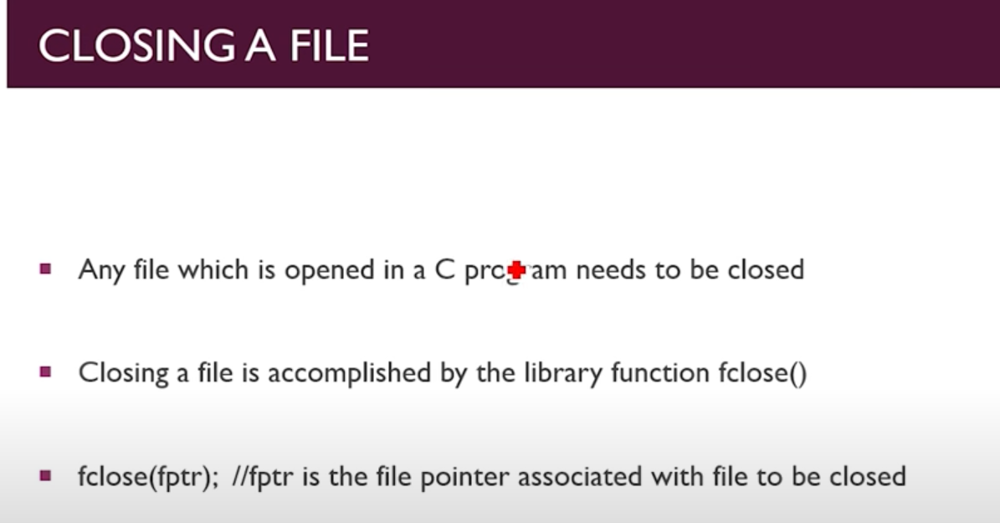 CLOSING A FILE
Any file which is opened in a C program needs to be closed
Closing a file is accomplished by the library function fclose()
fclose(fptr); //fptr is the file pointer associated with file to be closed